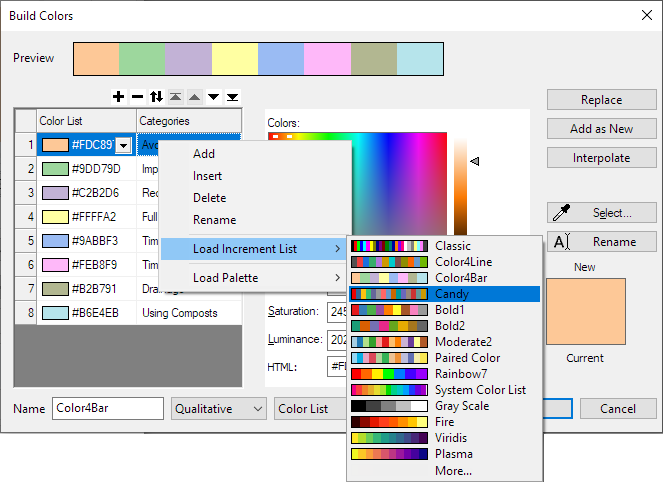 Build Colors
Preview
Color List Categories
1 #FDC89
2 #9DD79D Imp
3 #C2B2D6 Rec
4 #FFFFA2 Full
5 #9ABBF3 Tim
6 #FEB8F9 Tim
7 #B2B791
8 #B6E4EB Using Composts
Add
Insert
Delete
Rename
Load Increment List
Load Palette
Colors:
Classic
Color4Line
Color4Bar
Candy
Bold1
Bold2
Moderate2
Paired Color
Rainbow7
System Color List
Gray Scale
Fire
Viridis
Plasma
More...
Saturation: 245
Luminance: 202
HTML:
Replace
Add as New
Interpolate
Select...
Rename
New
Current
Name Color4Bar Qualitative Color List Cancel